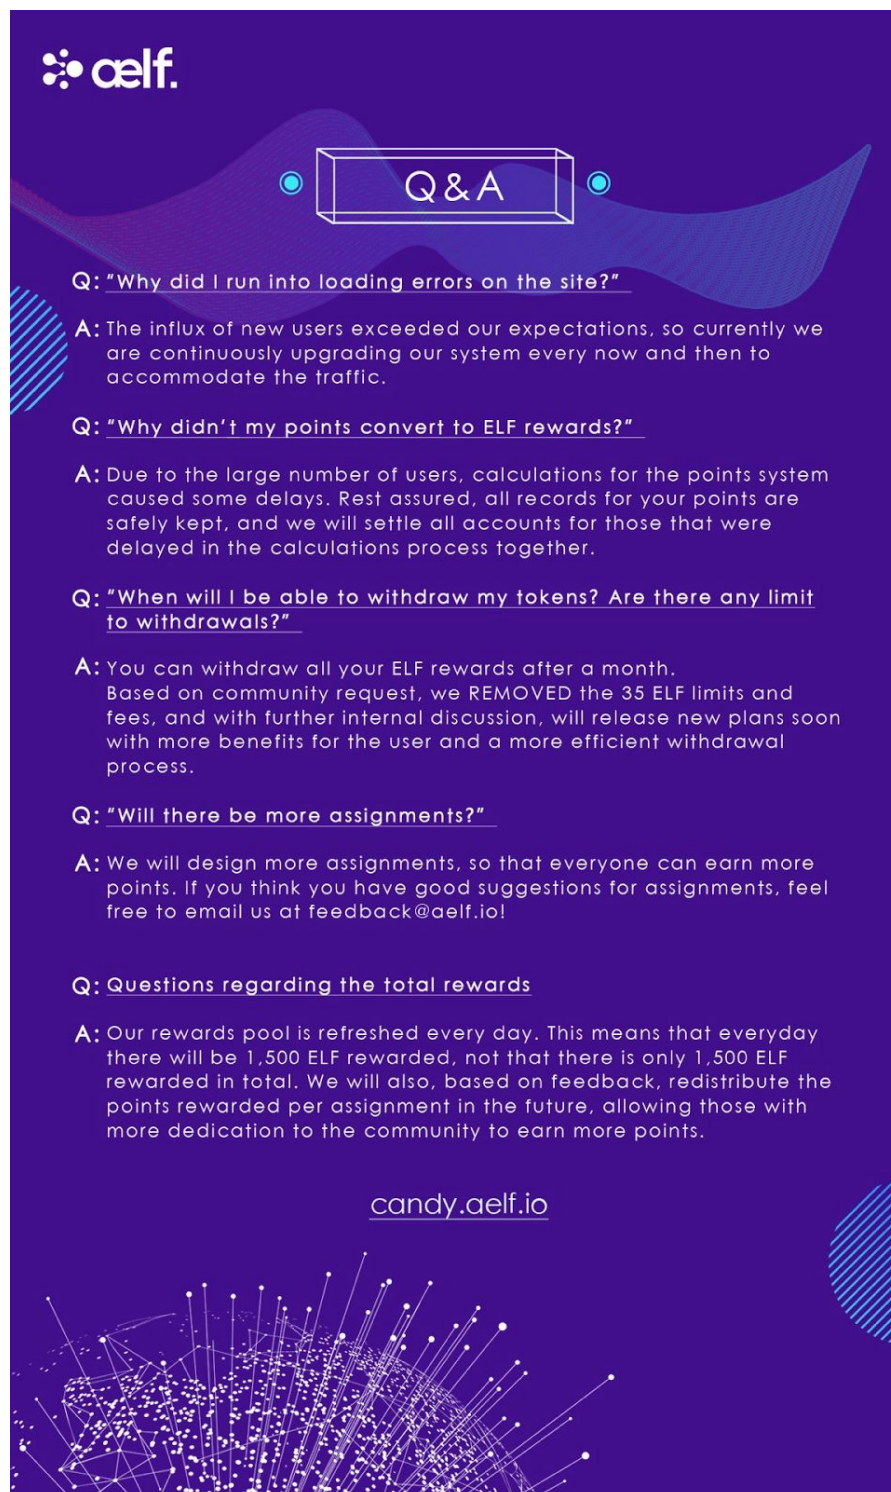 aelf.
Q&A
Q: "Why did I run into loading errors on the site?"
A: The influx of new users exceeded our expectations, so currently we
are continuously upgrading our system every now and then to
accommodate the traffic.
Q: "Why didn't my points convert to ELF rewards?"
A: Due to the large number of users, calculations for the points system
caused some delays. Rest assured, all records for your points are
safely kept, and we will settle all accounts for those that were
delayed in the calculations process together.
Q: "When will I be able to withdraw my tokens? Are there any limit
to withdrawals?"
A: You can withdraw all your ELF rewards after a month.
Based on community request, we REMOVED the 35 ELF limits and
fees, and with further internal discussion, will release new plans soon
with more benefits for the user and a more efficient withdrawal
process.
Q: "Will there be more assignments?"
A: We will design more assignments, so that everyone can earn more
points. If you think you have good suggestions for assignments, feel
free to email us at feedback@aelf.io!
Q: Questions regarding the total rewards
A: Our rewards pool is refreshed every day. This means that everyday
there will be 1,500 ELF rewarded, not that there is only 1,500 ELF
rewarded in total. We will also, based on feedback, redistribute the
points rewarded per assignment in the future, allowing those with
more dedication to the community to earn more points.
candy.aelf.io